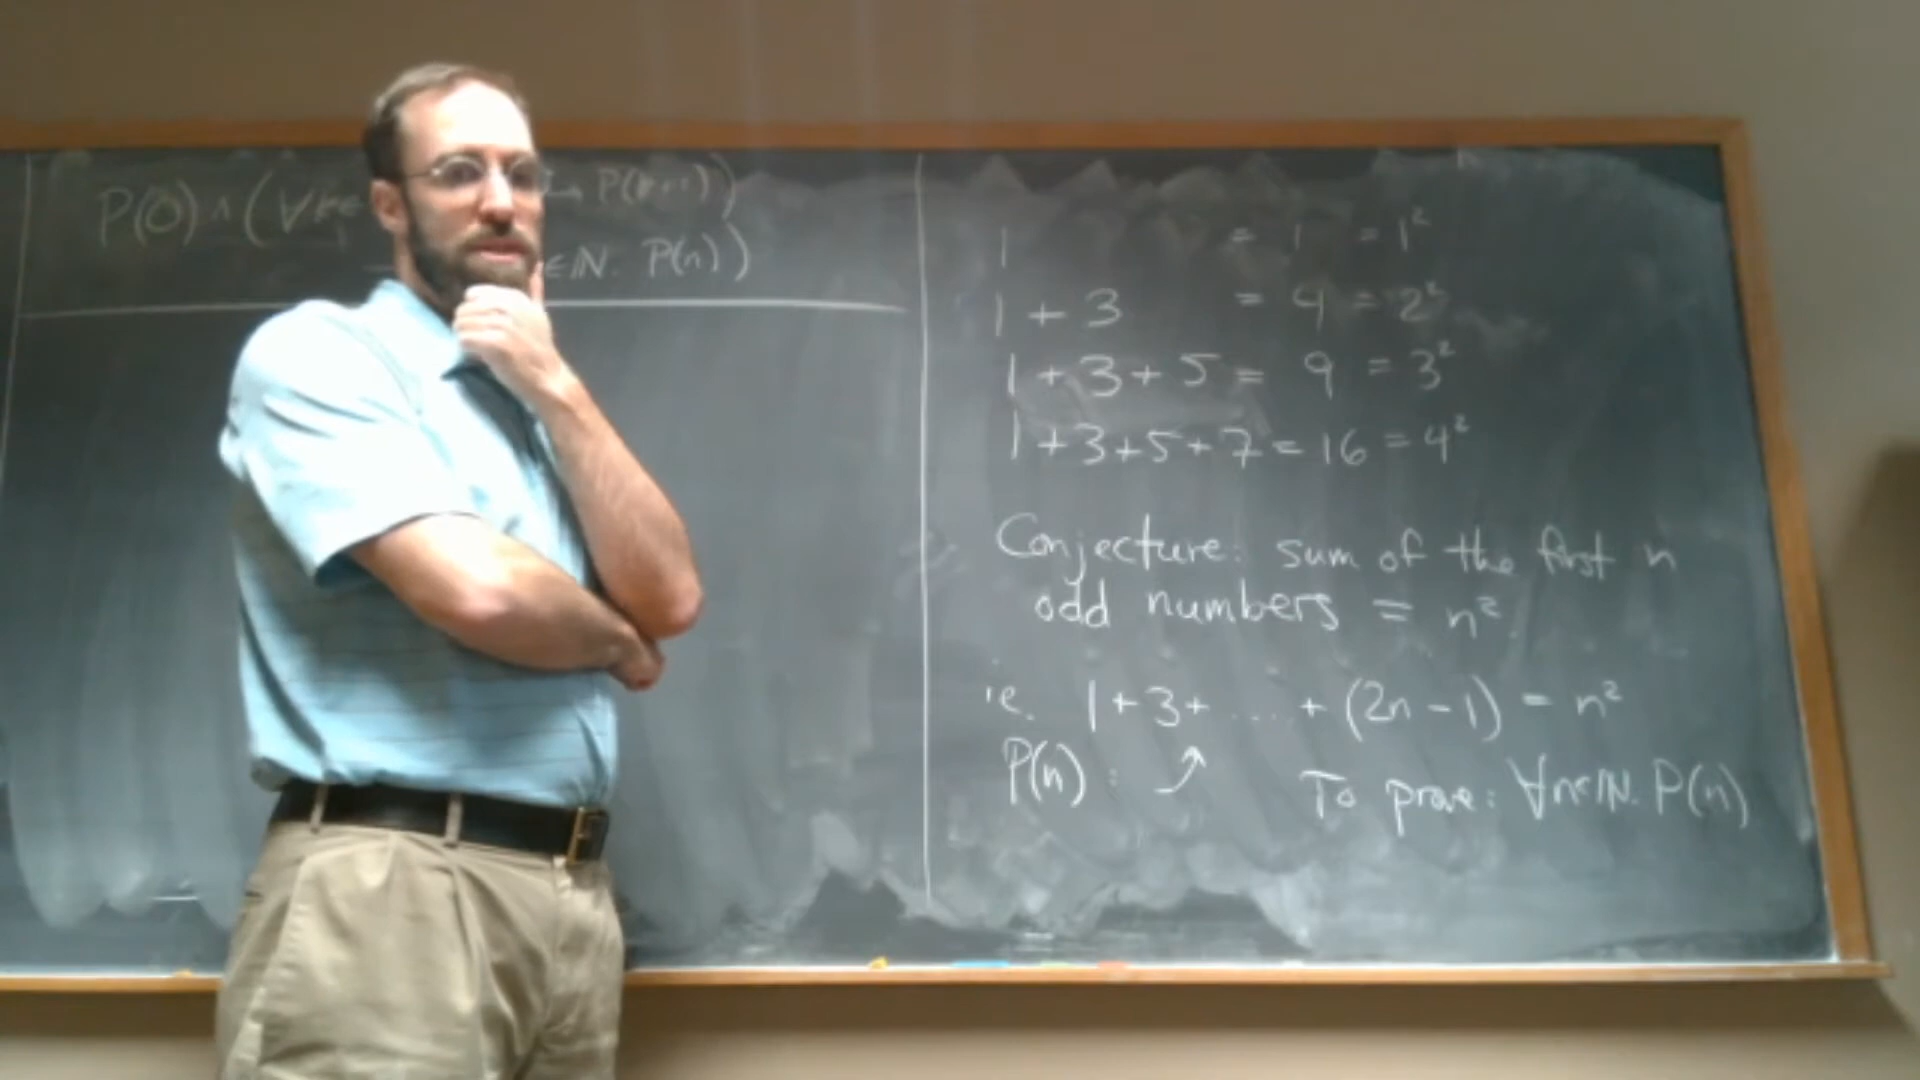 P(0) ∧ (∀k∈ → P(k+1))
∈ℕ. P(n))
1 = 1 = 1²
1 + 3 = 4 = 2²
1 + 3 + 5 = 9 = 3²
1 + 3 + 5 + 7 = 16 = 4²
Conjecture: sum of the first n
odd numbers = n².
ie. 1 + 3 + .... + (2n - 1) = n²
P(n) : ⤴ To prove: ∀n∈ℕ. P(n)